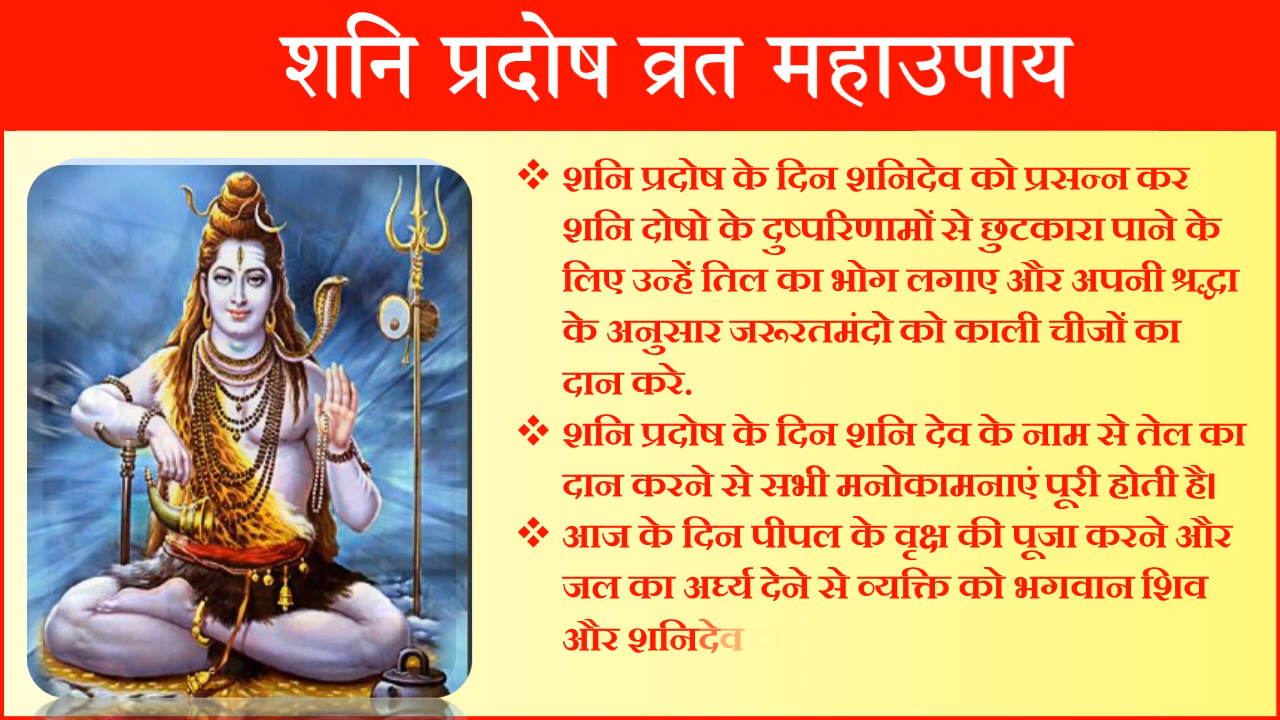 शनि प्रदोष व्रत महाउपाय
❖ शनि प्रदोष के दिन शनिदेव को प्रसन्न कर
शनि दोषो के दुष्परिणामों से छुटकारा पाने के
लिए उन्हें तिल का भोग लगाए और अपनी श्रद्धा
के अनुसार जरूरतमंदो को काली चीजों का
दान करे.
❖ शनि प्रदोष के दिन शनि देव के नाम से तेल का
दान करने से सभी मनोकामनाएं पूरी होती है।
❖ आज के दिन पीपल के वृक्ष की पूजा करने और
जल का अर्घ्य देने से व्यक्ति को भगवान शिव
और शनिदेव